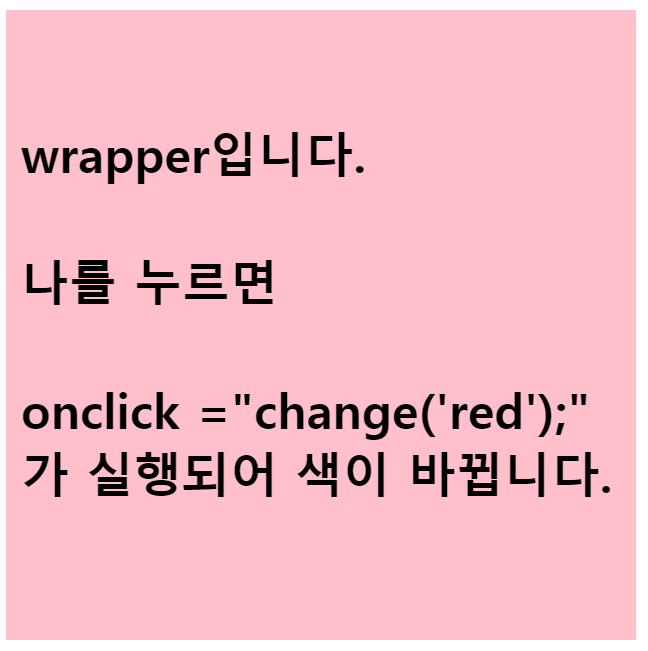 wrapper입니다.
나를 누르면
onclick ="change('red');"
가 실행되어 색이 바뀝니다.